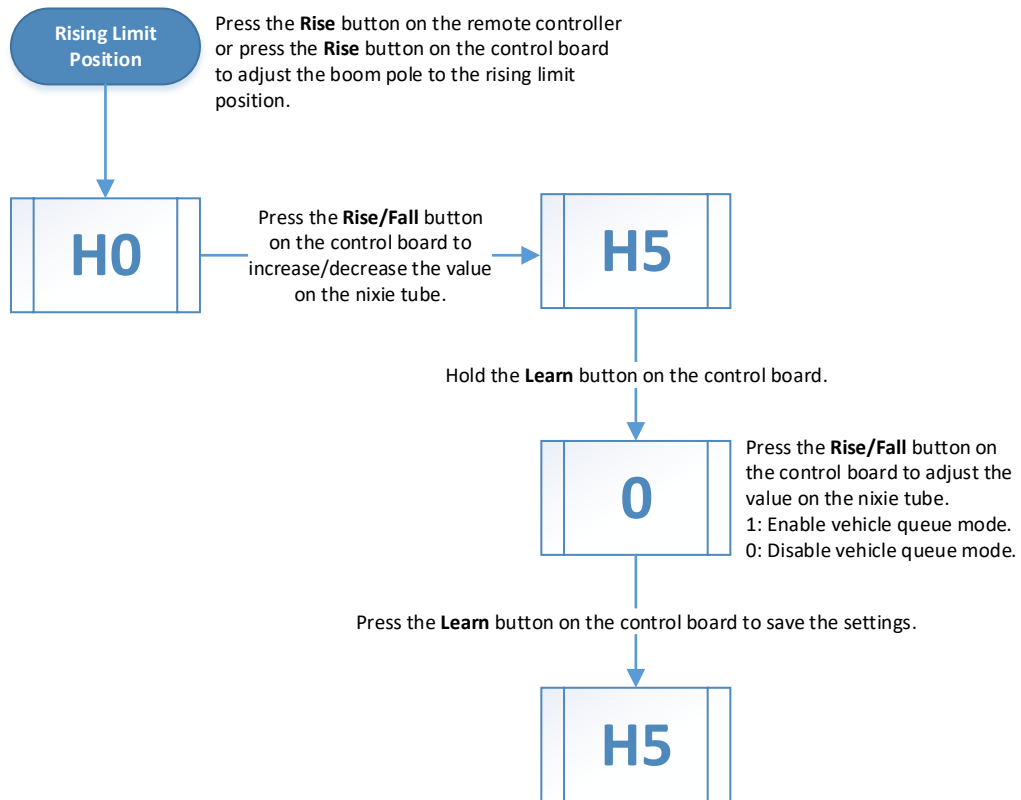 Rising Limit
Position
Press the Rise button on the remote controller
or press the Rise button on the control board
to adjust the boom pole to the rising limit
position.
H0
Press the Rise/Fall button
on the control board to
increase/decrease the value
on the nixie tube.
H5
Hold the Learn button on the control board.
0
Press the Rise/Fall button on
the control board to adjust the
value on the nixie tube.
1: Enable vehicle queue mode.
0: Disable vehicle queue mode.
Press the Learn button on the control board to save the settings.
H5